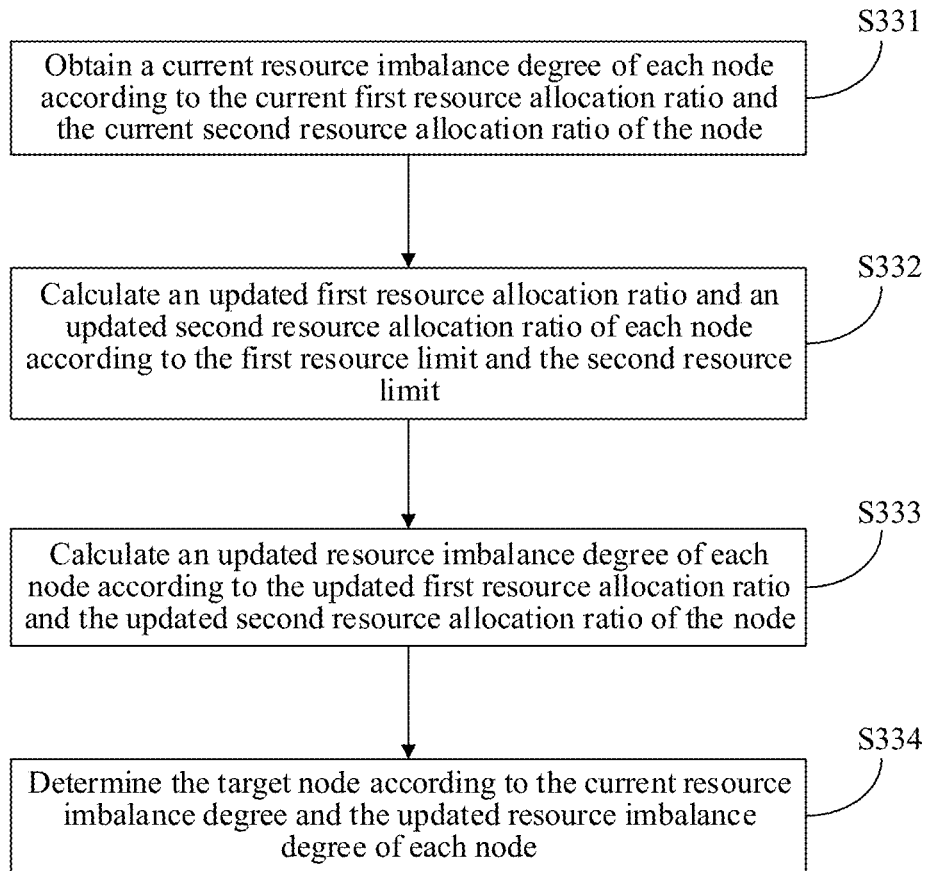 S331
Obtain a current resource imbalance degree of each node
according to the current first resource allocation ratio and
the current second resource allocation ratio of the node
S332
Calculate an updated first resource allocation ratio and an
updated second resource allocation ratio of each node
according to the first resource limit and the second resource
limit
S333
Calculate an updated resource imbalance degree of each
node according to the updated first resource allocation ratio
and the updated second resource allocation ratio of the node
S334
Determine the target node according to the current resource
imbalance degree and the updated resource imbalance
degree of each node